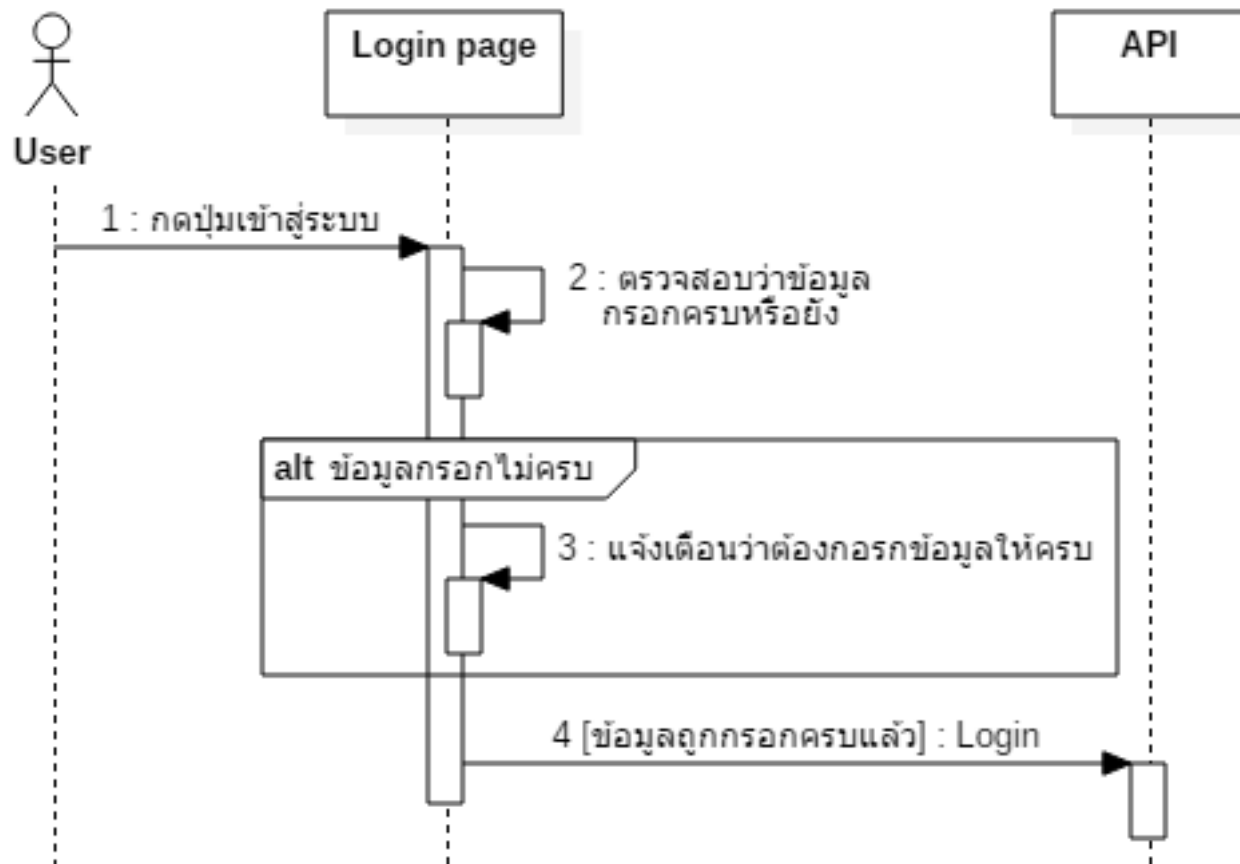 Login page
API
User
1 : กดปุ่มเข้าสู่ระบบ
2 : ตรวจสอบว่าข้อมูล
กรอกครบหรือยัง
alt ข้อมูลกรอกไม่ครบ
3 : แจ้งเตือนว่าต้องกอรกข้อมูลให้ครบ
4 [ข้อมูลถูกกรอกครบแล้ว] : Login